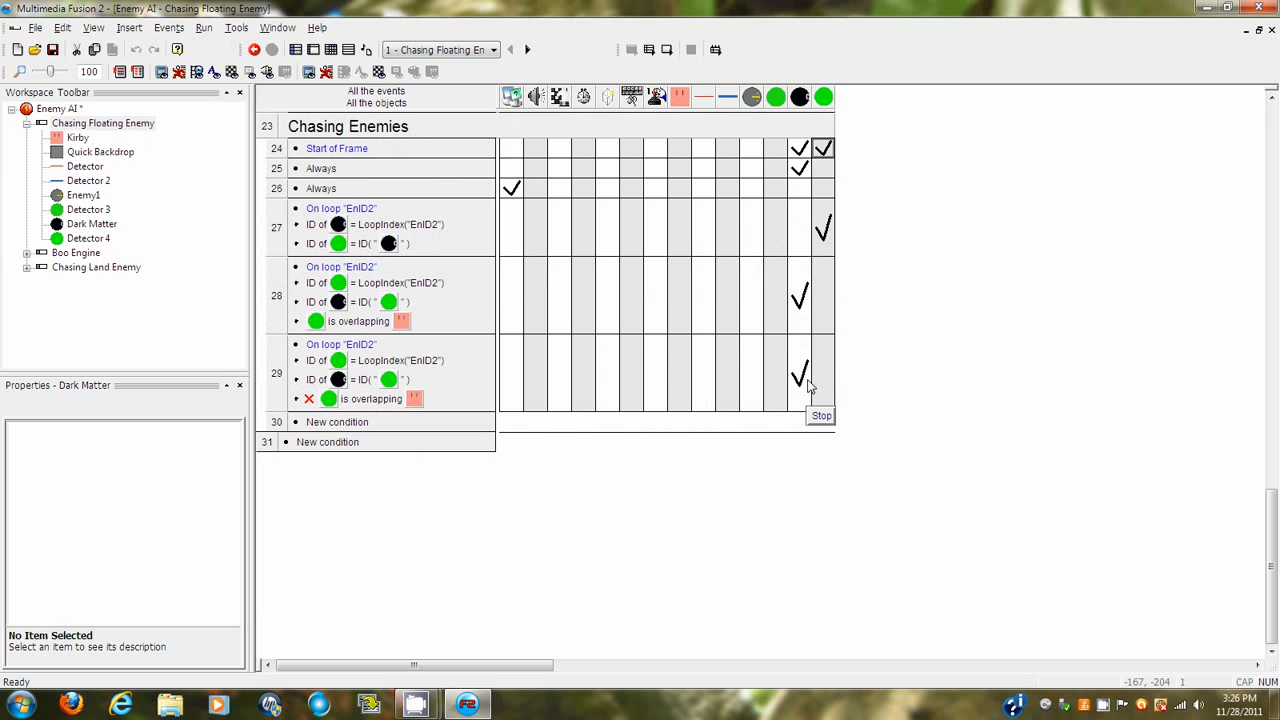 Multimedia Fusion 2 - [Enemy AI - Chasing Floating Enemy]
File Edit View Insert Events Run Tools Window Help
1 - Chasing Floating En
100
Workspace Toolbar
Enemy AI *
Chasing Floating Enemy
Kirby
Quick Backdrop
Detector
Detector 2
Enemy1
Detector 3
Dark Matter
Detector 4
Boo Engine
Chasing Land Enemy
Properties - Dark Matter
No Item Selected
Select an item to see its description
All the events
All the objects
23 Chasing Enemies
24 Start of Frame
25 Always
26 Always
27
On loop "EnID2"
ID of = LoopIndex("EnID2")
ID of = ID( " " )
28
On loop "EnID2"
ID of = LoopIndex("EnID2")
ID of = ID( " " )
is overlapping
29
On loop "EnID2"
ID of = LoopIndex("EnID2")
ID of = ID( " " )
X is overlapping
Stop
30 New condition
31 New condition
Ready
-167, -204 1 CAP NUM
3:26 PM
11/28/2011